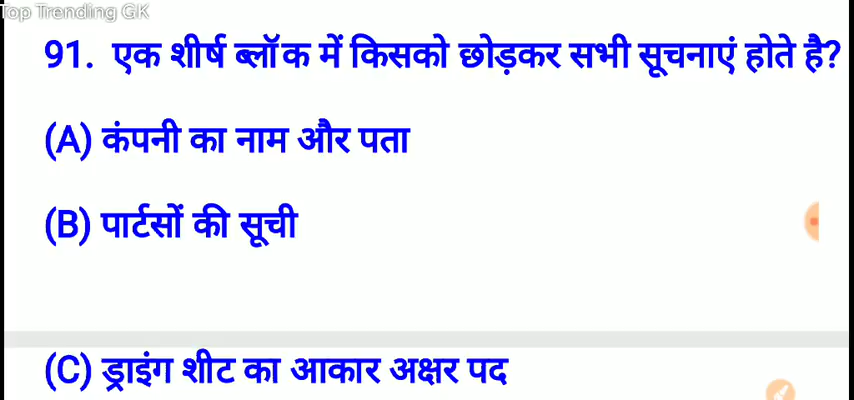 Top Trending GK
91. एक शीर्ष ब्लॉक में किसको छोड़कर सभी सूचनाएं होते है?
(A) कंपनी का नाम और पता
(B) पार्टसों की सूची
(C) ड्राइंग शीट का आकार अक्षर पद